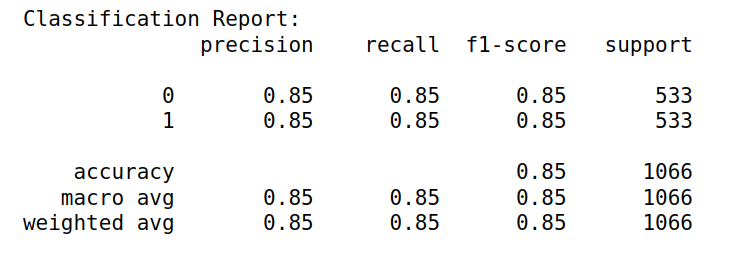 Classification Report:
precision recall f1-score support
0 0.85 0.85 0.85 533
1 0.85 0.85 0.85 533
accuracy 0.85 1066
macro avg 0.85 0.85 0.85 1066
weighted avg 0.85 0.85 0.85 1066